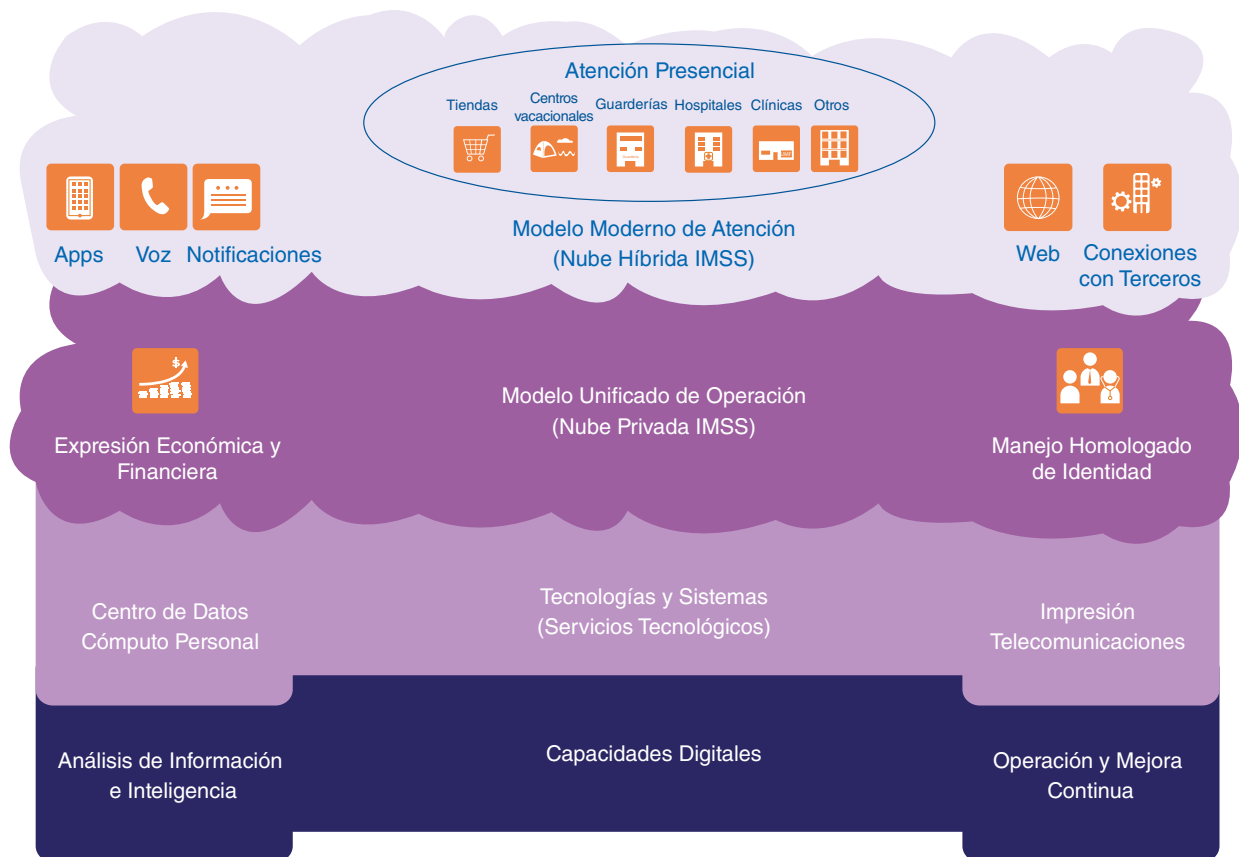 Atención Presencial
Tiendas
Centros
vacacionales
Guarderías
Hospitales
Clínicas
Otros
Apps
Voz
Notificaciones
Modelo Moderno de Atención
(Nube Híbrida IMSS)
Web
Conexiones
con Terceros
Expresión Económica y
Financiera
Modelo Unificado de Operación
(Nube Privada IMSS)
Manejo Homologado
de Identidad
Centro de Datos
Cómputo Personal
Tecnologías y Sistemas
(Servicios Tecnológicos)
Impresión
Telecomunicaciones
Análisis de Información
e Inteligencia
Capacidades Digitales
Operación y Mejora
Continua